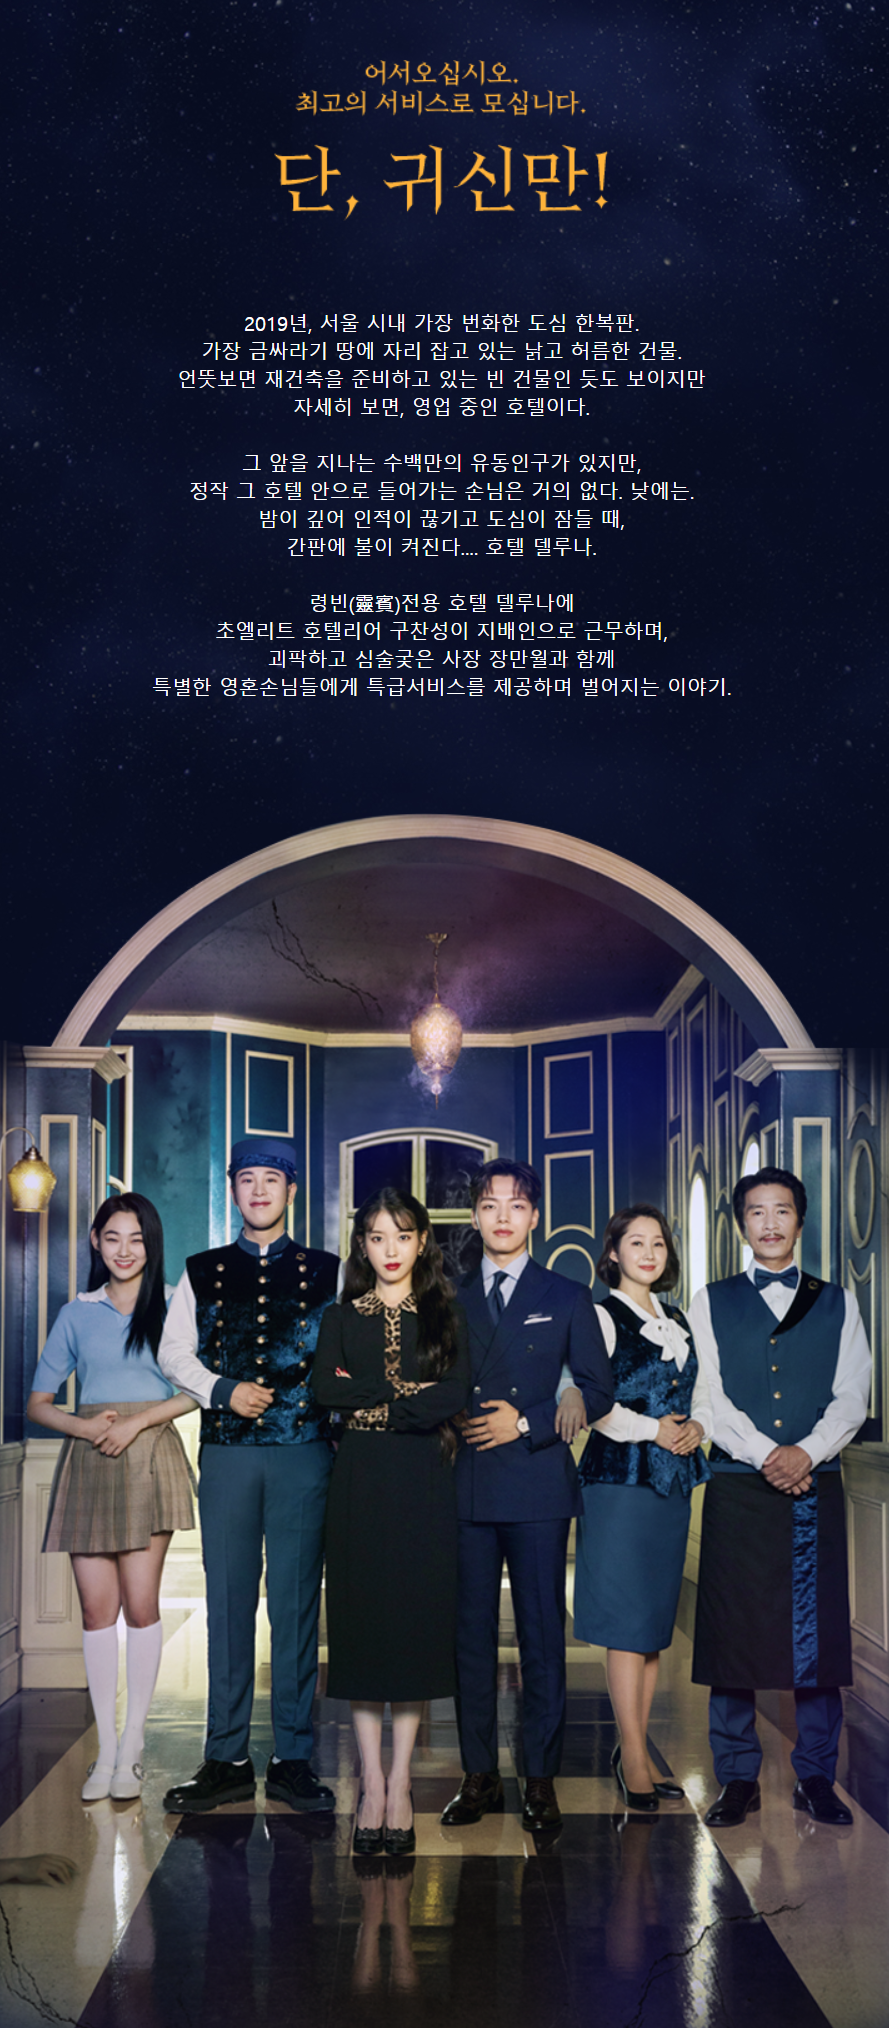 어서오십시오.
최고의 서비스로 모십니다.
단, 귀신만!
2019년, 서울 시내 가장 번화한 도심 한복판.
가장 금싸라기 땅에 자리 잡고 있는 낡고 허름한 건물.
언뜻보면 재건축을 준비하고 있는 빈 건물인 듯도 보이지만
자세히 보면, 영업 중인 호텔이다.
그 앞을 지나는 수백만의 유동인구가 있지만,
정작 그 호텔 안으로 들어가는 손님은 거의 없다. 낮에는.
밤이 깊어 인적이 끊기고 도심이 잠들 때,
간판에 불이 켜진다.... 호텔 델루나.
령빈(靈賓)전용 호텔 델루나에
초엘리트 호텔리어 구찬성이 지배인으로 근무하며,
괴팍하고 심술궂은 사장 장만월과 함께
특별한 영혼손님들에게 특급서비스를 제공하며 벌어지는 이야기.